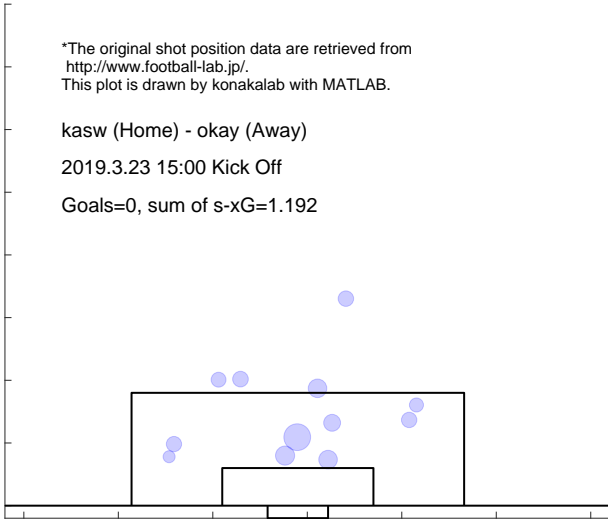 *The original shot position data are retrieved from
http://www.football-lab.jp/.
This plot is drawn by konakalab with MATLAB.
kasw (Home) - okay (Away)
2019.3.23 15:00 Kick Off
Goals=0, sum of s-xG=1.192